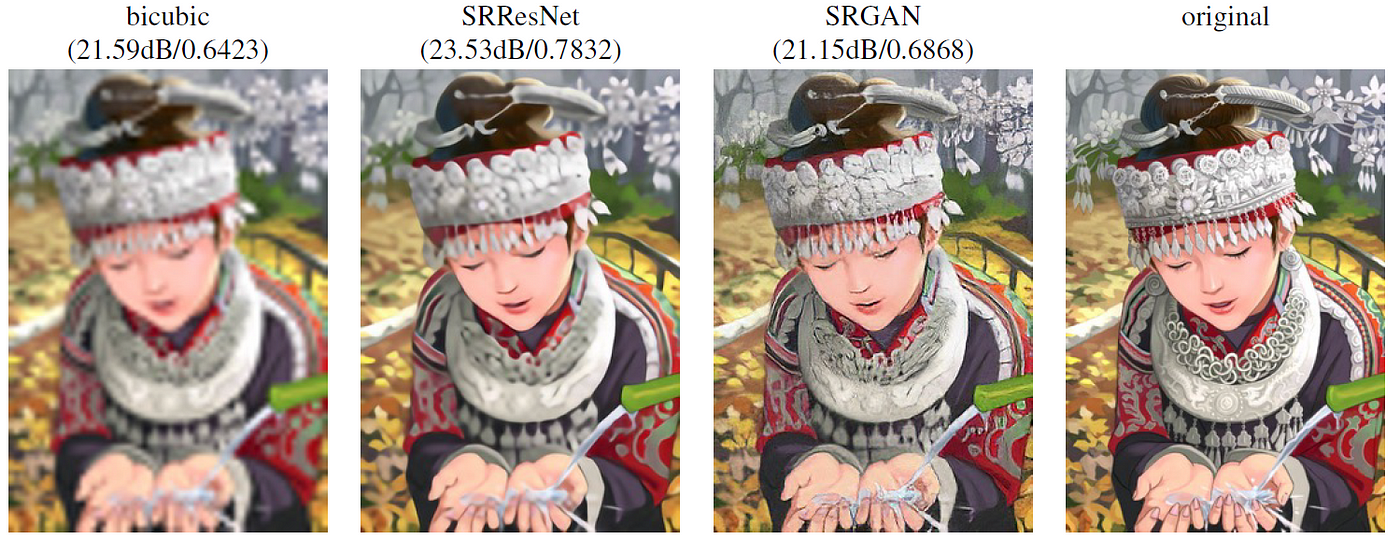 bicubic
(21.59dB/0.6423)
SRResNet
(23.53dB/0.7832)
SRGAN
(21.15dB/0.6868)
original